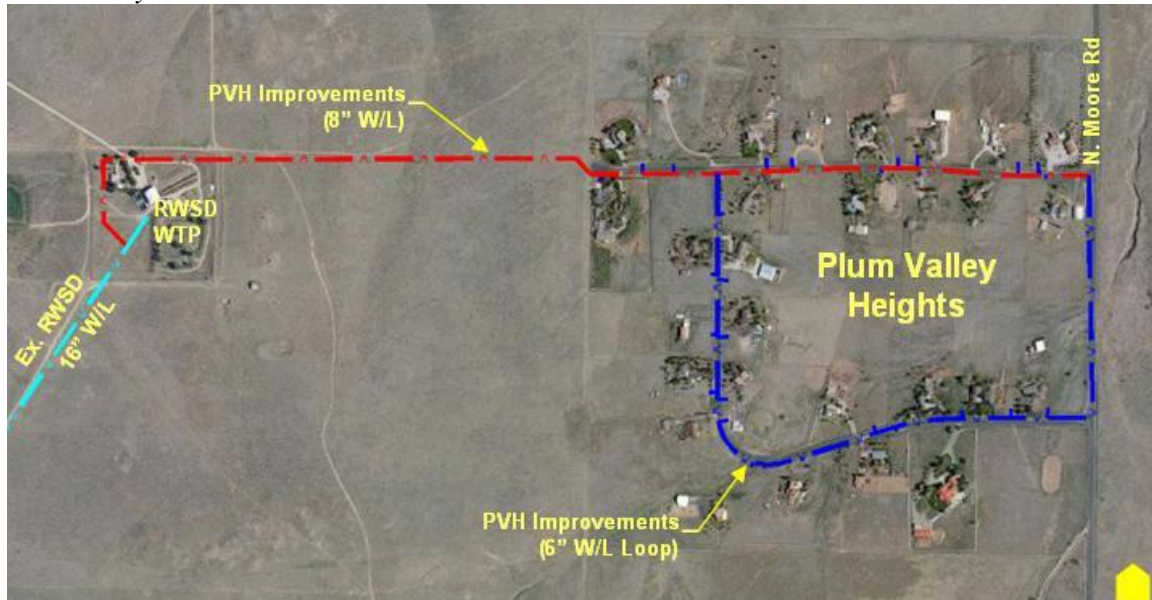 PVH Improvements
(8" W/L)
N. Moore Rd
RWSD
WTP
Plum Valley
Heights
Ex. RWSD
16" W/L
PVH Improvements
(6" W/L Loop)